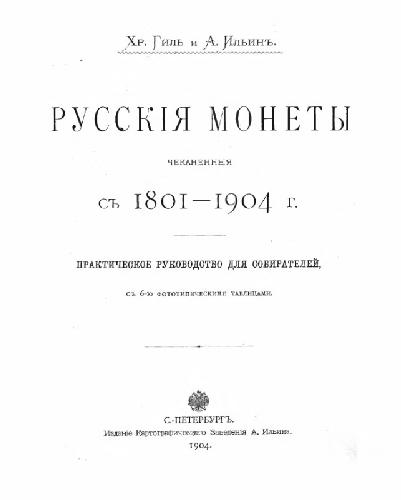 Хр. Гиль и А. Ильинъ.
РУССКІЯ МОНЕТЫ
ЧЕКАНЕННЫЯ
съ 1801—1904 г.
ПРАКТИЧЕСКОЕ РУКОВОДСТВО ДЛЯ СОБИРАТЕЛЕЙ,
съ 6-ю фототипическими таблицами.
С.-ПЕТЕРБУРГЪ.
Изданіе Картографическаго Заведенія А. Ильина.
1904.